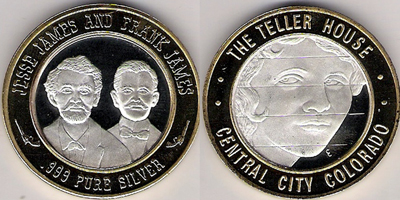 JESSE JAMES AND FRANK JAMES
.999 PURE SILVER
THE TELLER HOUSE
CENTRAL CITY COLORADO